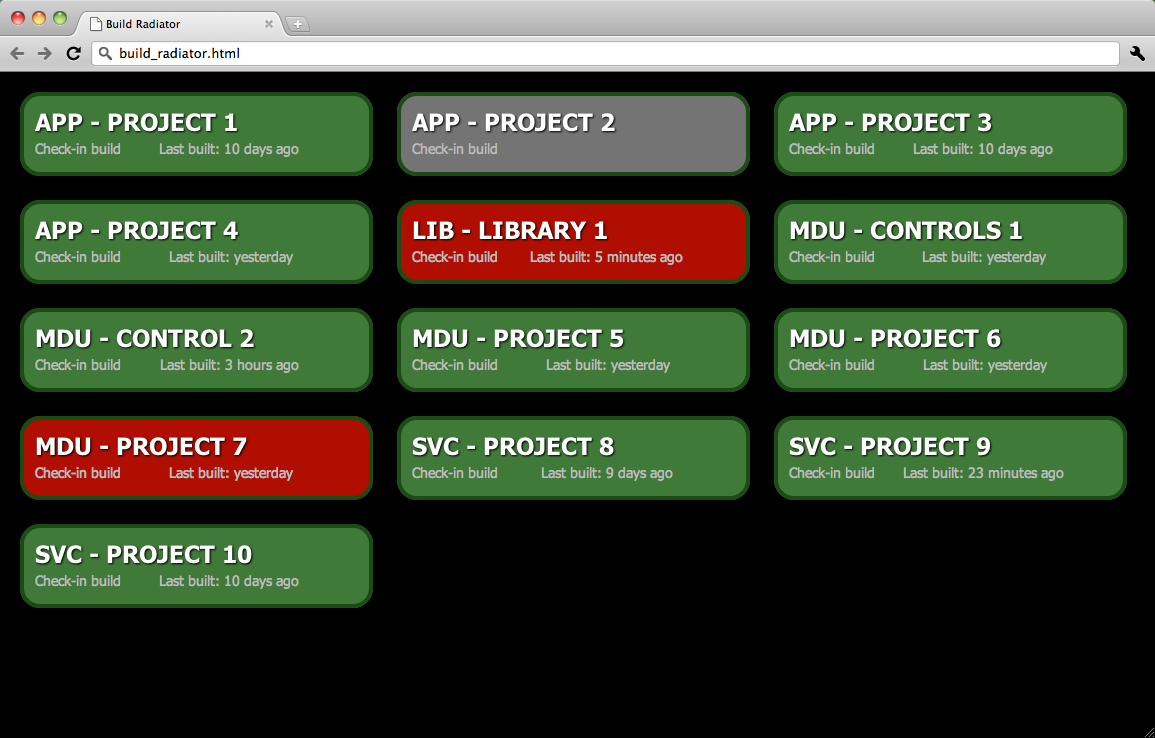 Build Radiator
build_radiator.html
APP - PROJECT 1
Check-in build Last built: 10 days ago
APP - PROJECT 2
Check-in build
APP - PROJECT 3
Check-in build Last built: 10 days ago
APP - PROJECT 4
Check-in build Last built: yesterday
LIB - LIBRARY 1
Check-in build Last built: 5 minutes ago
MDU - CONTROLS 1
Check-in build Last built: yesterday
MDU - CONTROL 2
Check-in build Last built: 3 hours ago
MDU - PROJECT 5
Check-in build Last built: yesterday
MDU - PROJECT 6
Check-in build Last built: yesterday
MDU - PROJECT 7
Check-in build Last built: yesterday
SVC - PROJECT 8
Check-in build Last built: 9 days ago
SVC - PROJECT 9
Check-in build Last built: 23 minutes ago
SVC - PROJECT 10
Check-in build Last built: 10 days ago